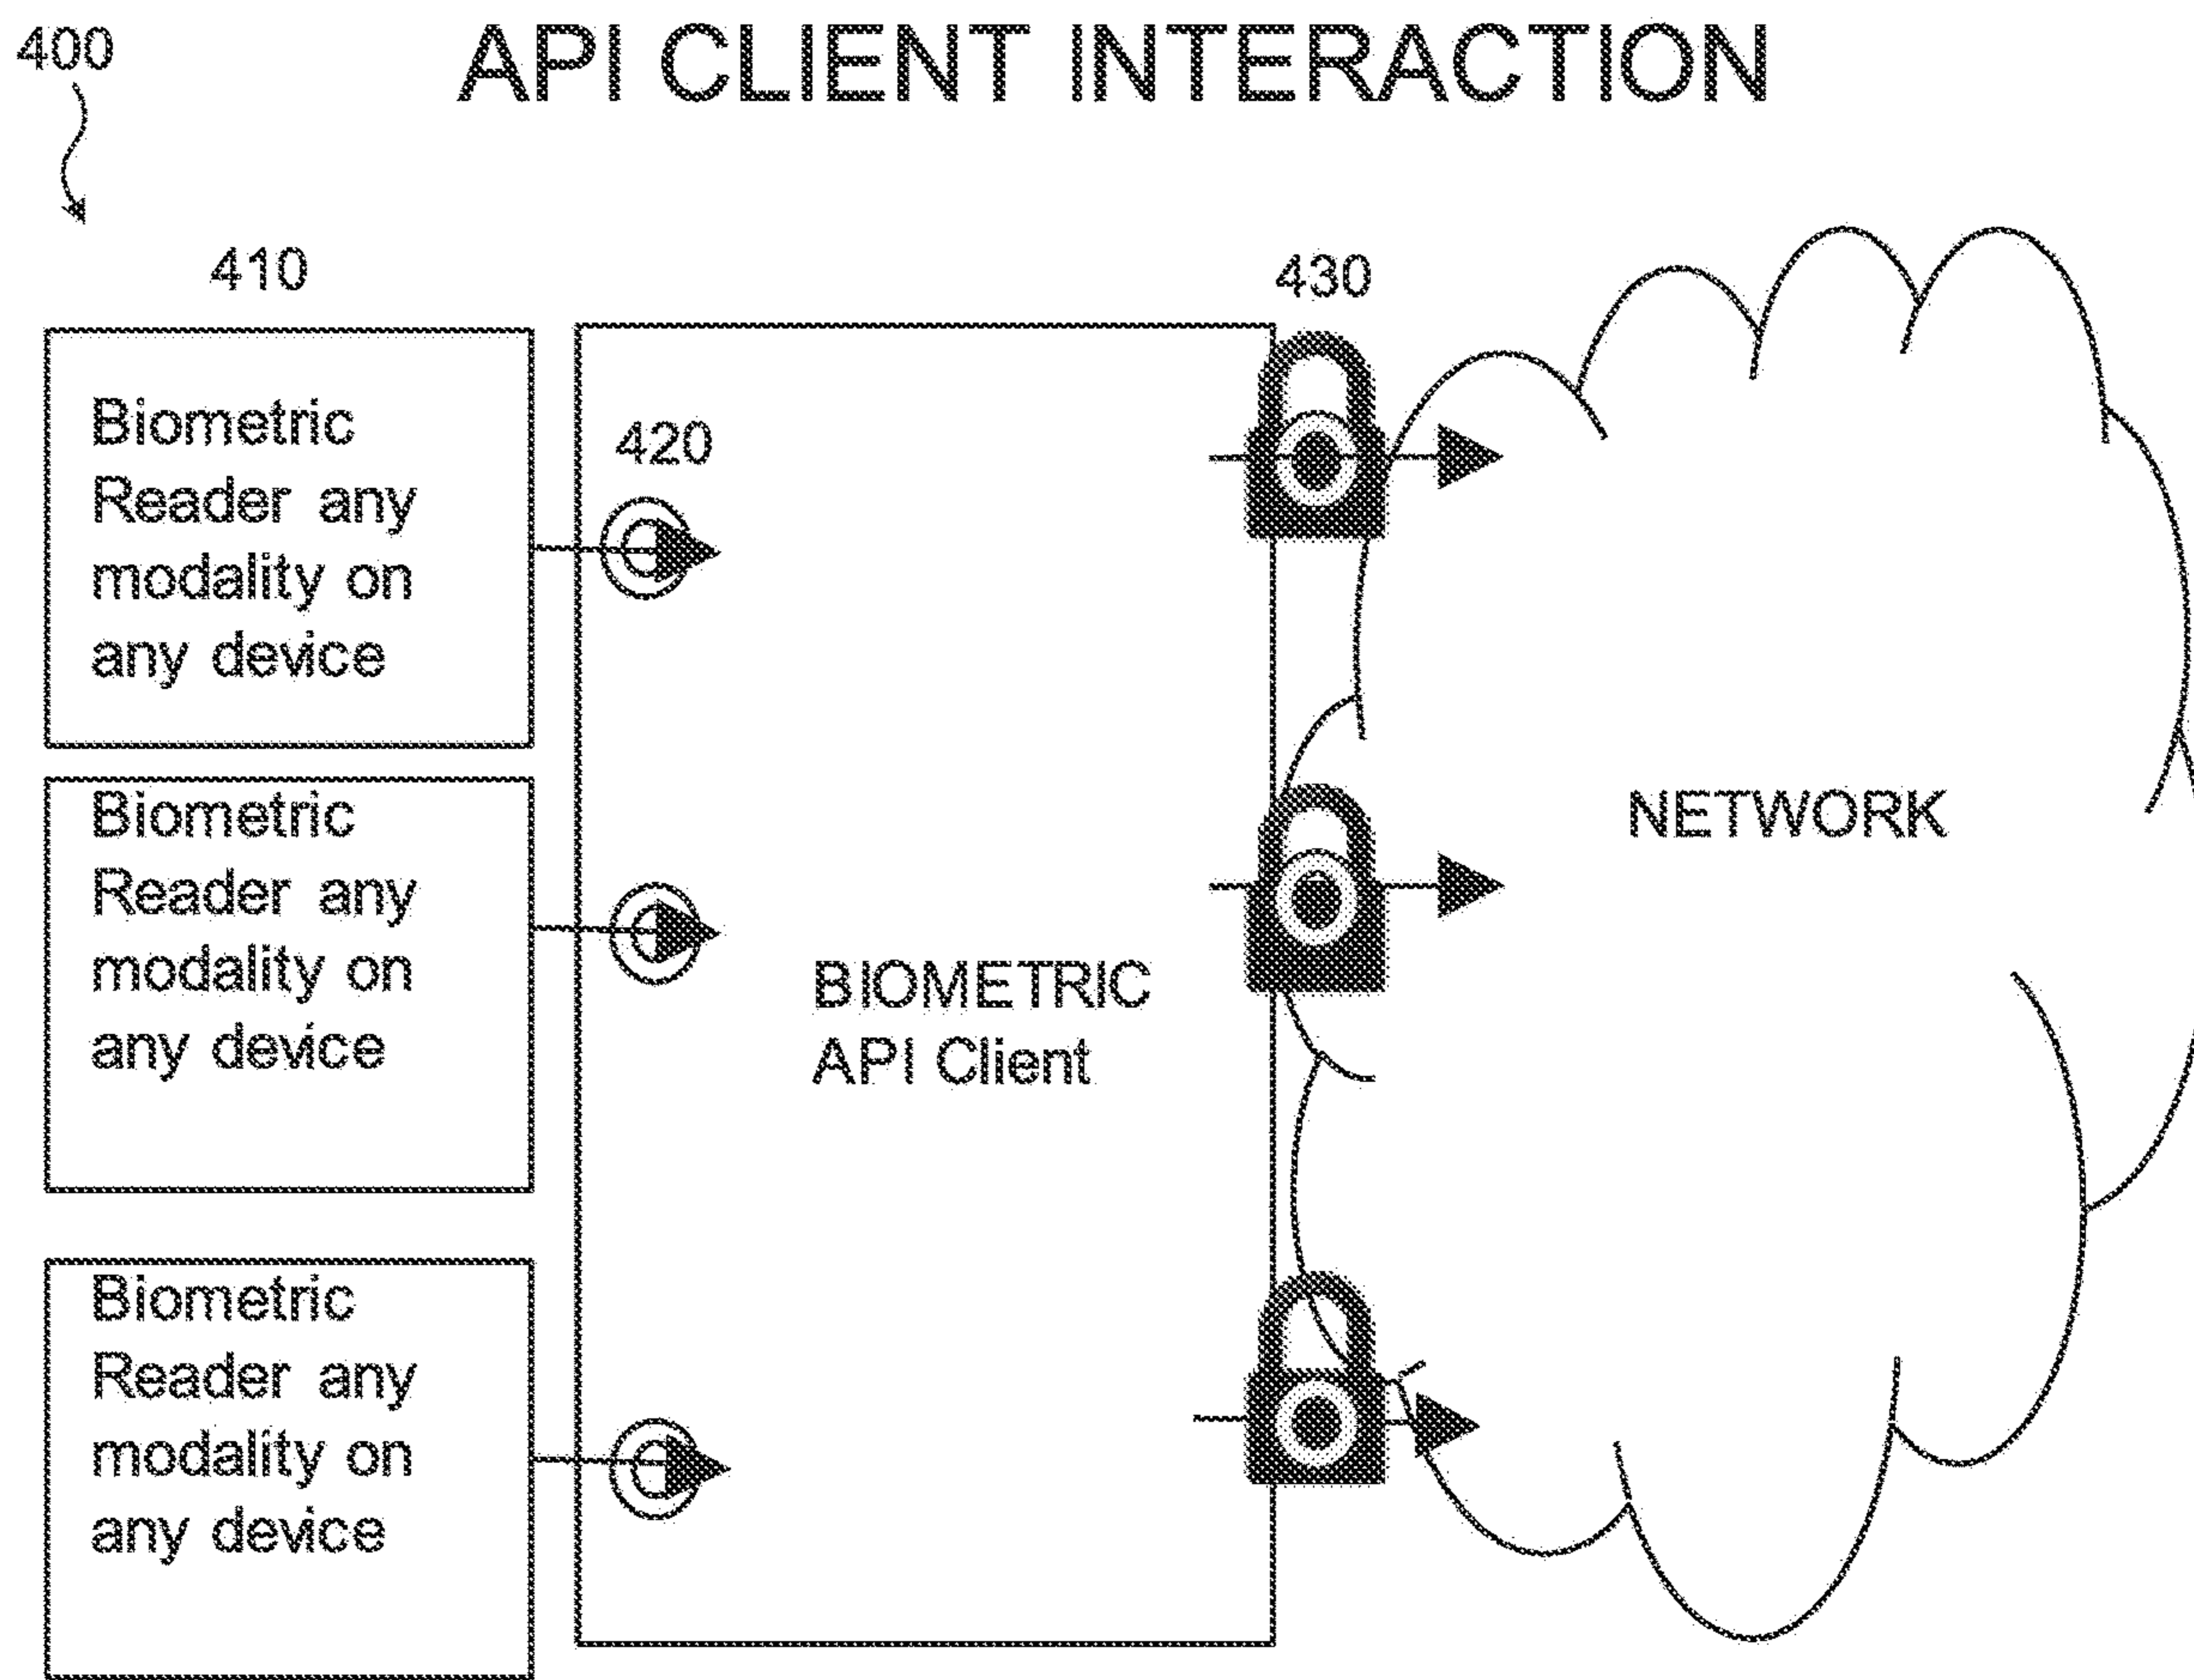 400
API CLIENT INTERACTION
410
430
Biometric
Reader any
modality on
any device
420
Biometric
Reader any
modality on
any device
BIOMETRIC
API Client
NETWORK
Biometric
Reader any
modality on
any device